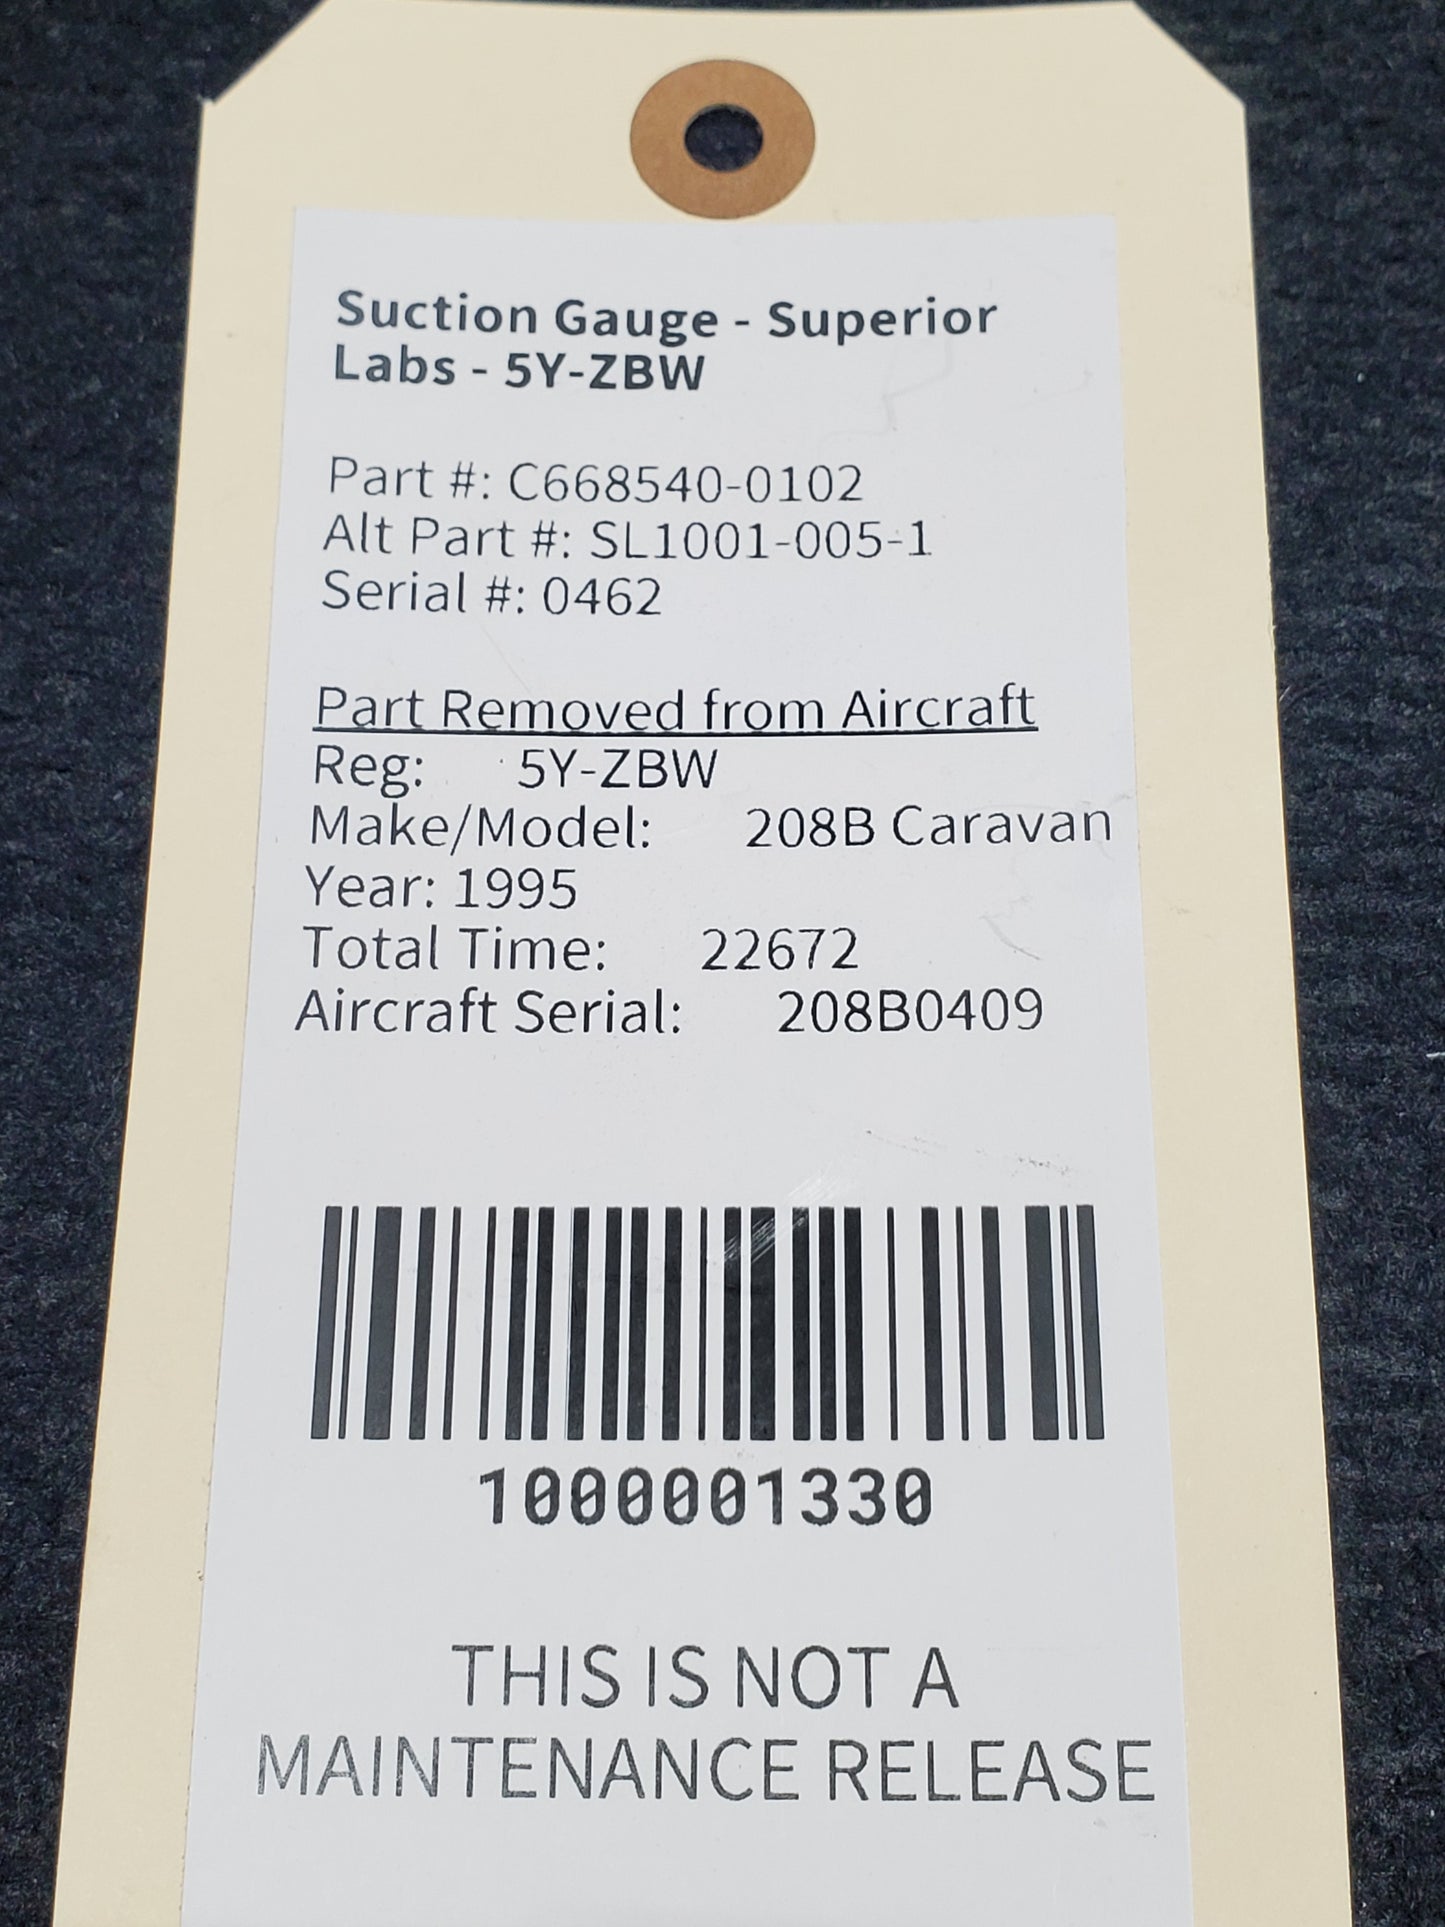 Suction Gauge - Superior
Labs - 5Y-ZBW
Part #: C668540-0102
Alt Part #: SL1001-005-1
Serial #: 0462
Part Removed from Aircraft
Reg: 5Y-ZBW
Make/Model: 208B Caravan
Year: 1995
Total Time: 22672
Aircraft Serial: 208B0409
1000001330
THIS IS NOT A
MAINTENANCE RELEASE